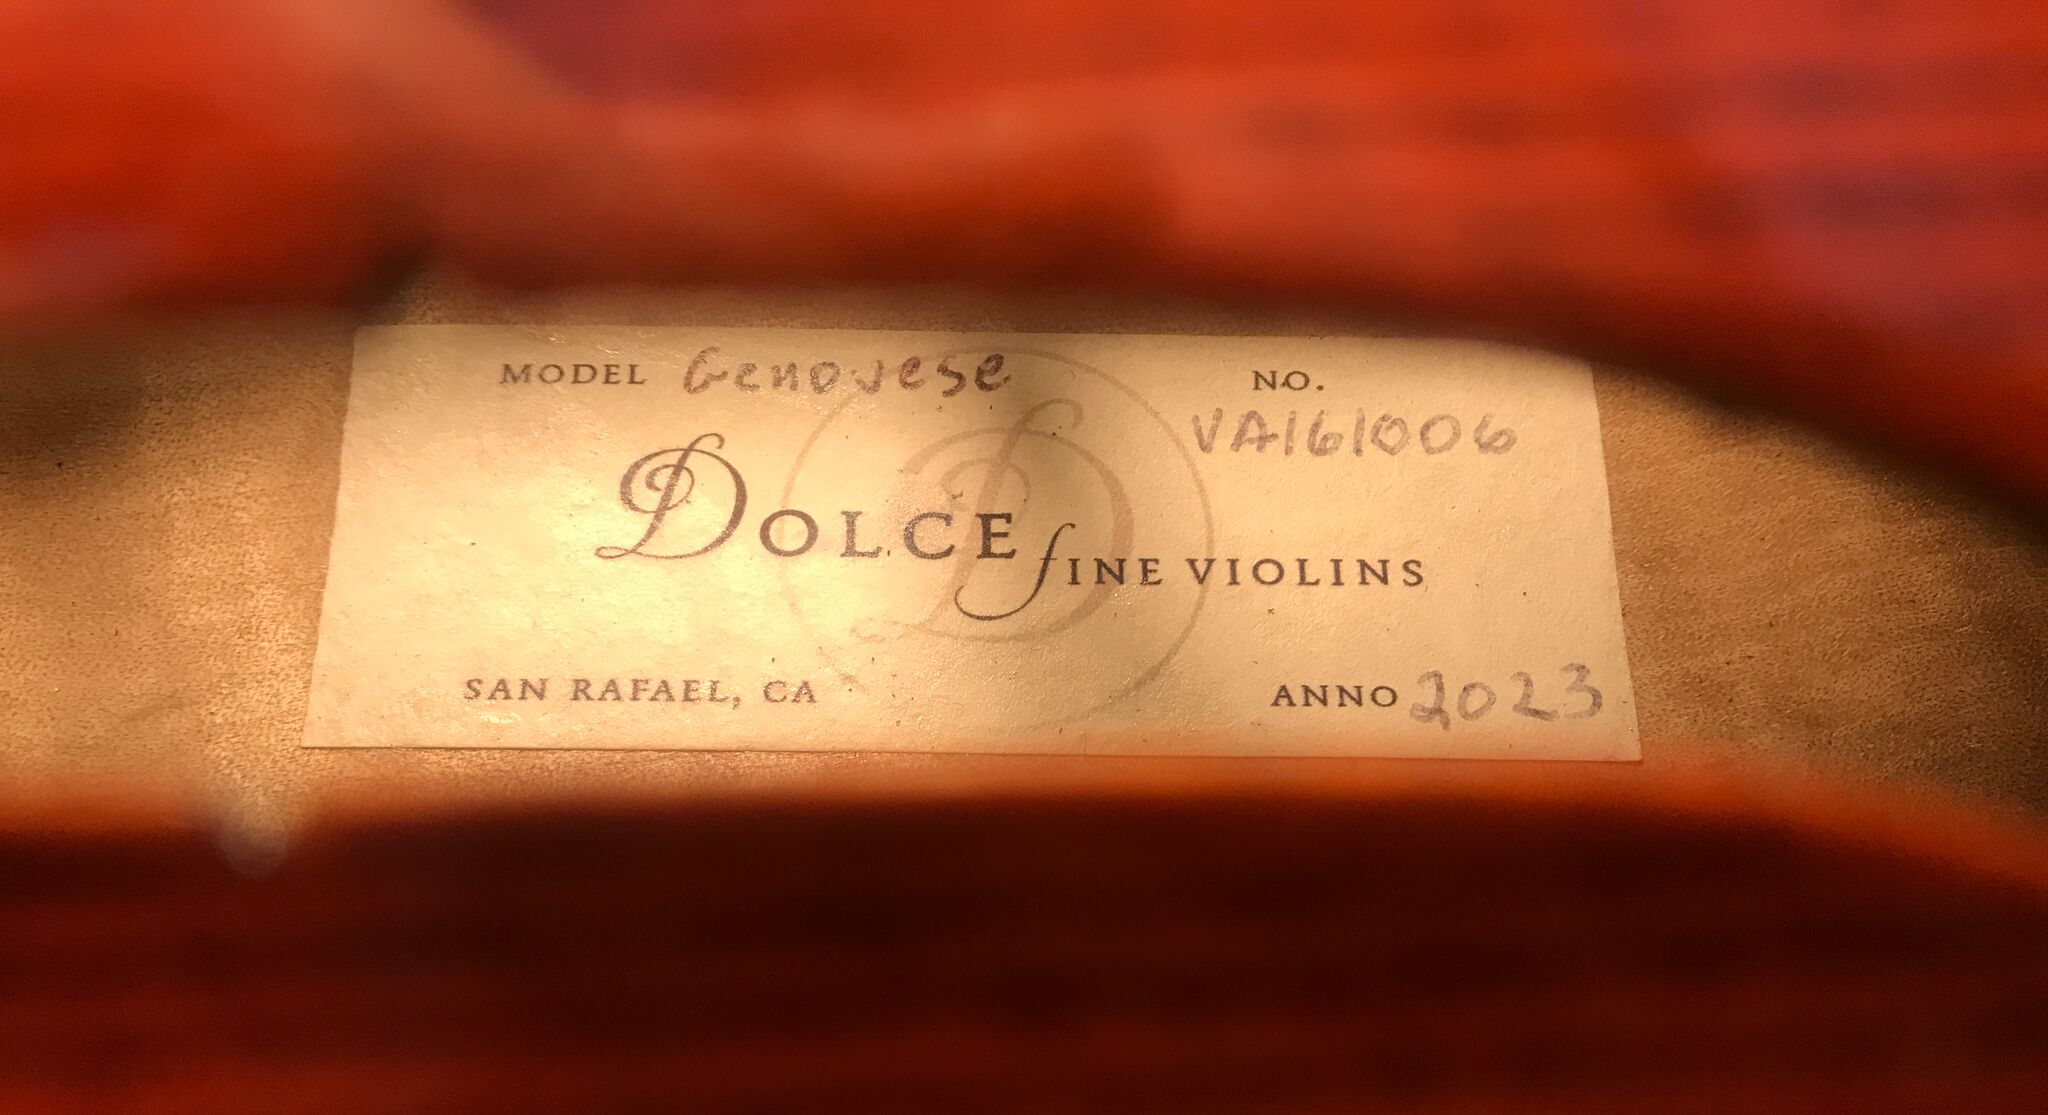 MODEL Genovese NO.
VA161006
DOLCE fINE VIOLINS
SAN RAFAEL, CA ANNO 2023